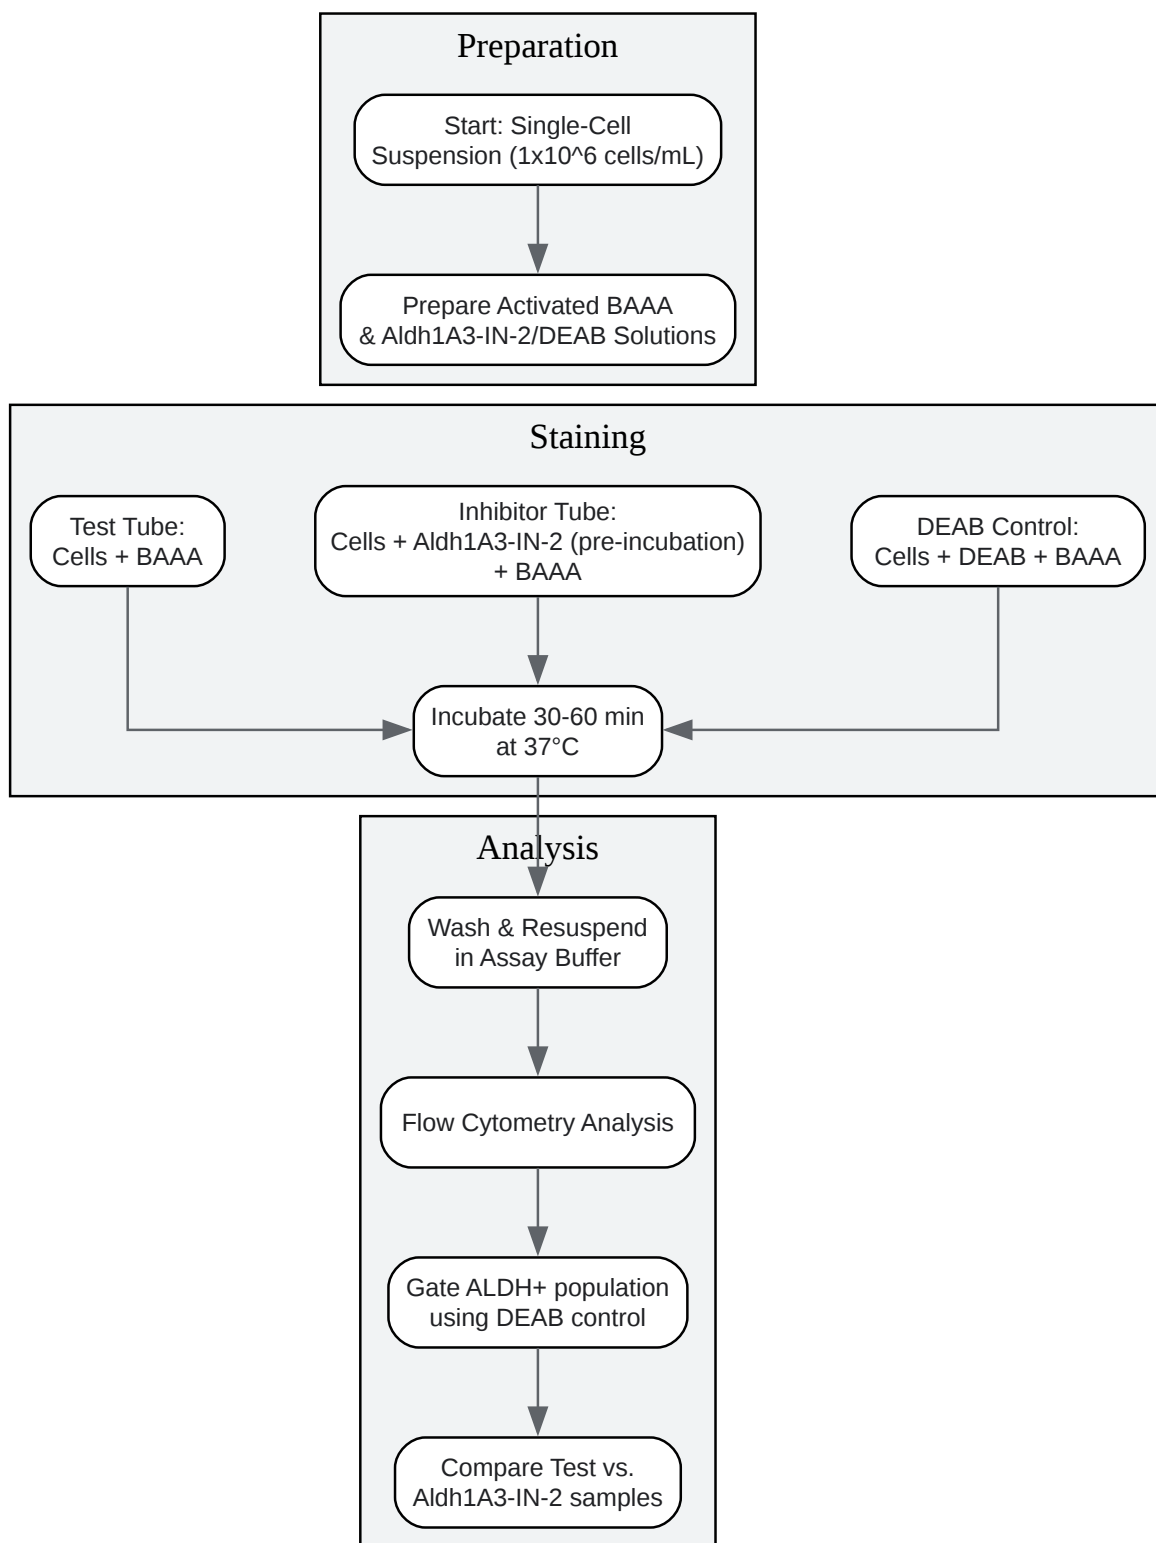 Preparation
Start: Single-Cell
Suspension (1x10^6 cells/mL)
Prepare Activated BAAA
& Aldh1A3-IN-2/DEAB Solutions
Staining
Test Tube:
Cells + BAAA
Inhibitor Tube:
Cells + Aldh1A3-IN-2 (pre-incubation)
+ BAAA
DEAB Control:
Cells + DEAB + BAAA
Incubate 30-60 min
at 37°C
Analysis
Wash & Resuspend
in Assay Buffer
Flow Cytometry Analysis
Gate ALDH+ population
using DEAB control
Compare Test vs.
Aldh1A3-IN-2 samples